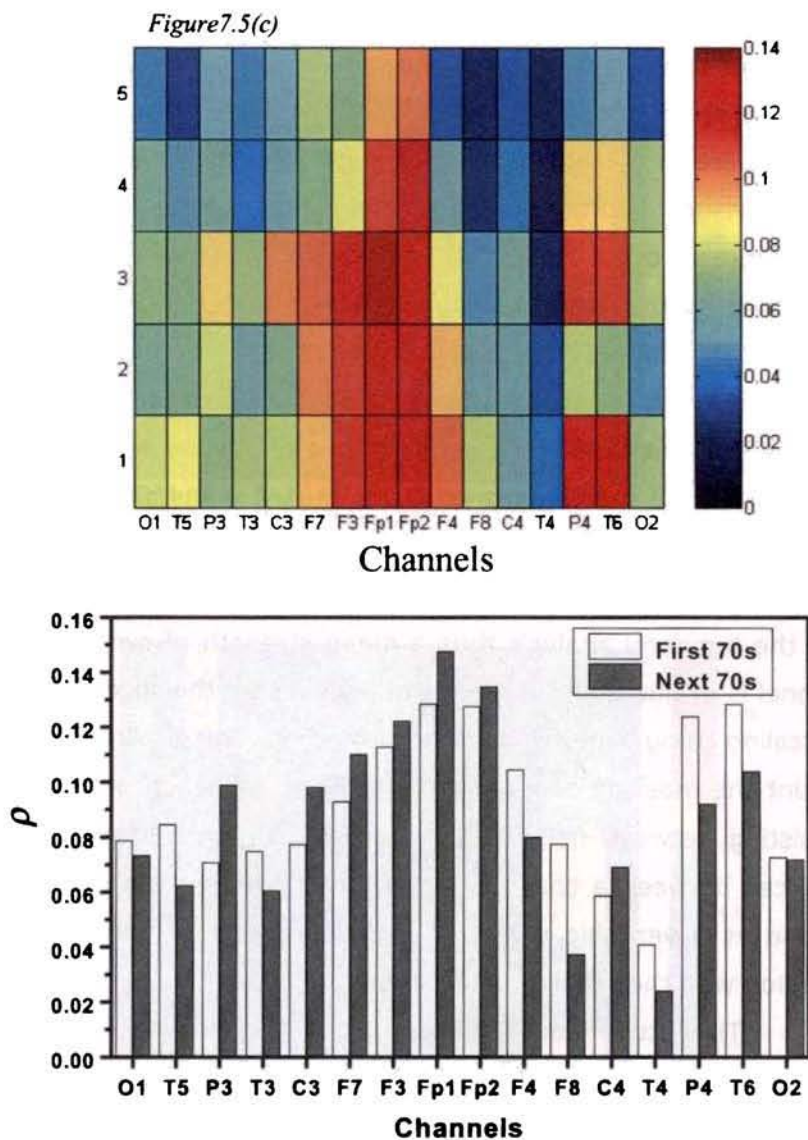 Figure7.5(c)
5
4
3
2
1
O1 T5 P3 T3 C3 F7 F3 Fp1 Fp2 F4 F8 C4 T4 P4 T6 O2
Channels
0.14
0.12
0.1
0.08
0.06
0.04
0.02
0
0.16
0.14
0.12
0.10
0.08
0.06
0.04
0.02
0.00
ρ
First 70s
Next 70s
O1 T5 P3 T3 C3 F7 F3 Fp1 Fp2 F4 F8 C4 T4 P4 T6 O2
Channels